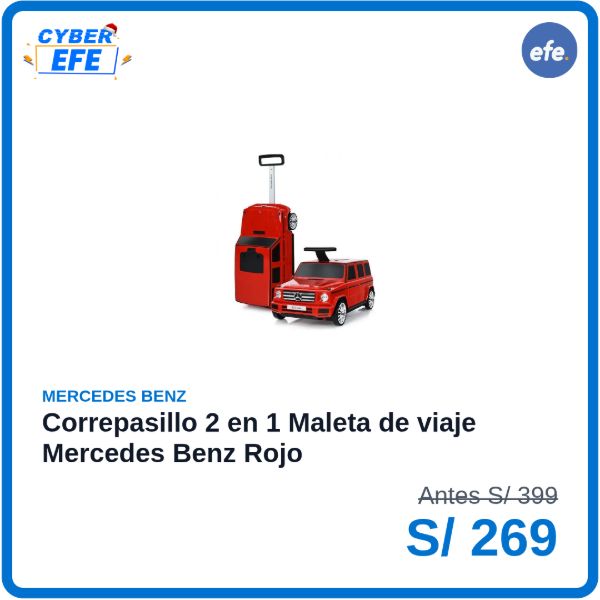 CYBER
EFE
efe.
MERCEDES BENZ
Correpasillo 2 en 1 Maleta de viaje
Mercedes Benz Rojo
Antes S/ 399
S/ 269